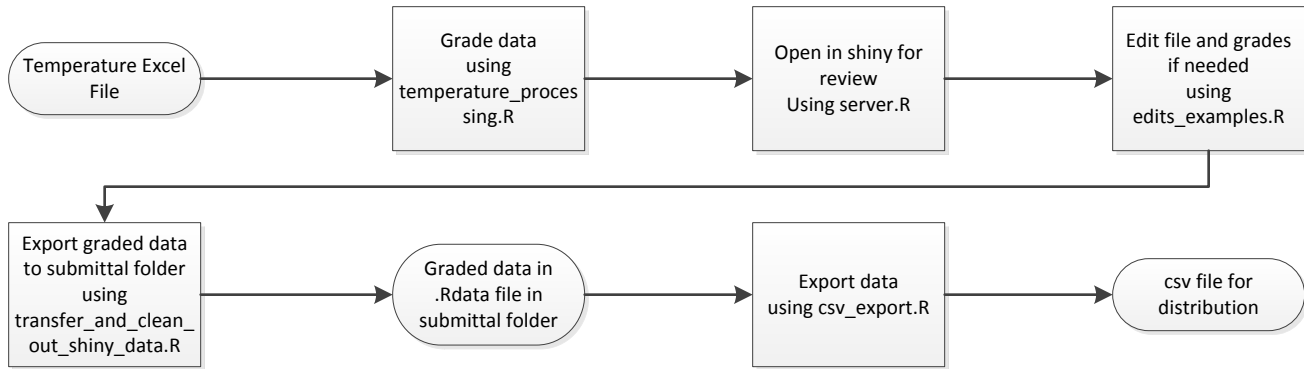 Temperature Excel
File
Grade data
using
temperature_proces
sing.R
Open in shiny for
review
Using server.R
Edit file and grades
if needed
using
edits_examples.R
Export graded data
to submittal folder
using
transfer_and_clean_
out_shiny_data.R
Graded data in
.Rdata file in
submittal folder
Export data
using csv_export.R
csv file for
distribution